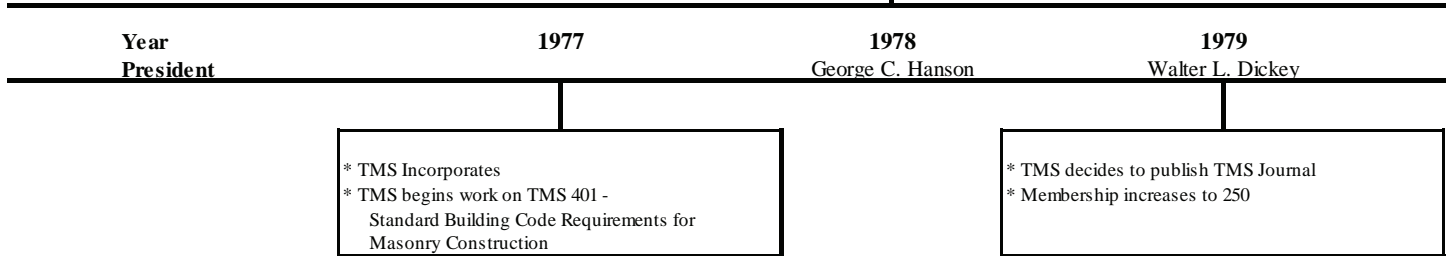 Year 1977 1978 1979
President George C. Hanson Walter L. Dickey
* TMS Incorporates
* TMS begins work on TMS 401 -
Standard Building Code Requirements for
Masonry Construction
* TMS decides to publish TMS Journal
* Membership increases to 250